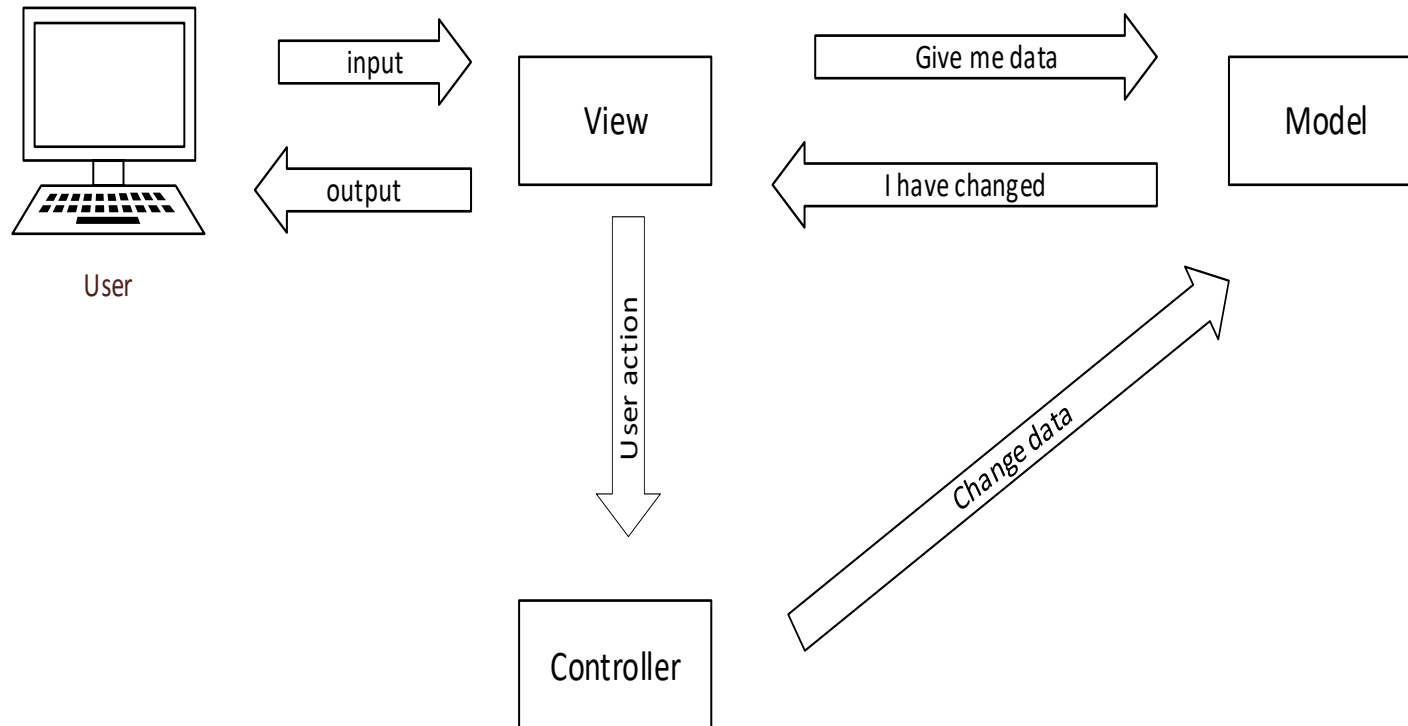 input
Give me data
View
Model
output
I have changed
User
User action
Change data
Controller